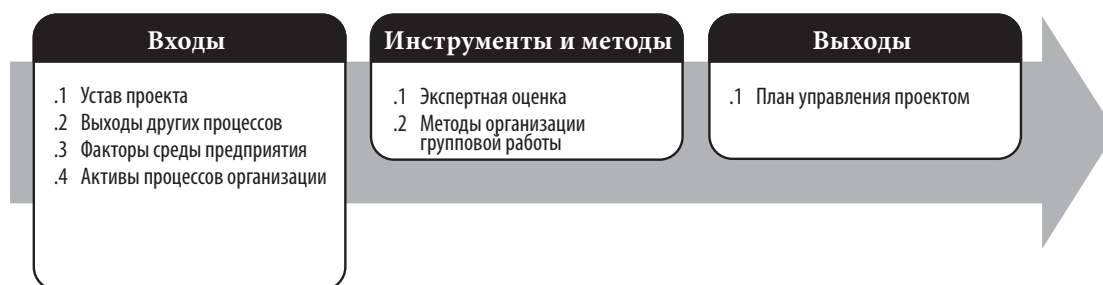 Входы
.1 Устав проекта
.2 Выходы других процессов
.3 Факторы среды предприятия
.4 Активы процессов организации
Инструменты и методы
.1 Экспертная оценка
.2 Методы организации
групповой работы
Выходы
.1 План управления проектом